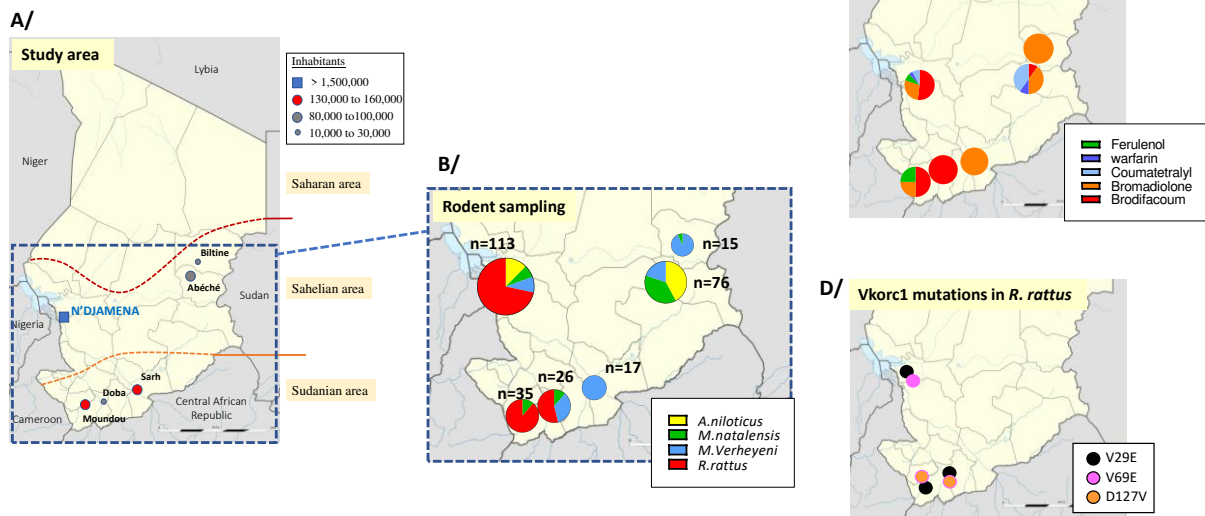 A/
Study area
Lybia
Niger
Nigeria
Sudan
Cameroon
Central African
Republic
Inhabitants
> 1,500,000
130,000 to 160,000
80,000 to100,000
10,000 to 30,000
Saharan area
Sahelian area
Sudanian area
Biltine
Abéché
N'DJAMENA
Sarh
Doba
Moundou
B/
Rodent sampling
n=113
n=15
n=76
n=17
n=26
n=35
A.niloticus
M.natalensis
M.Verheyeni
R.rattus
Ferulenol
warfarin
Coumatetralyl
Bromadiolone
Brodifacoum
D/
Vkorc1 mutations in R. rattus
V29E
V69E
D127V